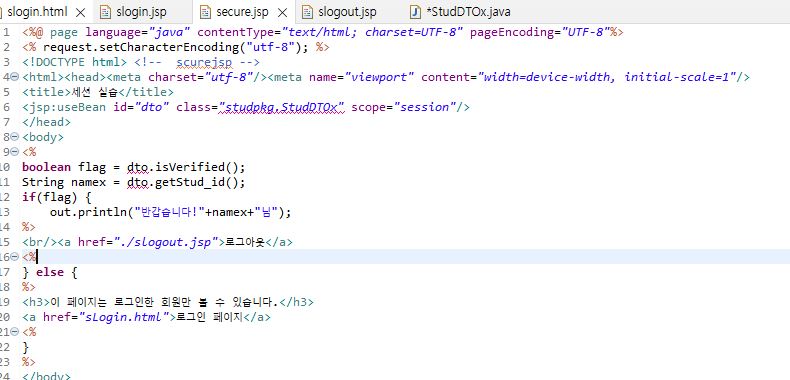 slogin.html slogin.jsp secure.jsp slogout.jsp *StudDTOx.java
1 <%@ page language="java" contentType="text/html; charset=UTF-8" pageEncoding="UTF-8"%>
2 <% request.setCharacterEncoding("utf-8"); %>
3 <!DOCTYPE html> <!--  scurejsp -->
4 <html><head><meta charset="utf-8"/><meta name="viewport" content="width=device-width, initial-scale=1"/>
5 <title>세션 실습</title>
6 <jsp:useBean id="dto" class="studpkg.StudDTOx" scope="session"/>
7 </head>
8 <body>
9 <%
10 boolean flag = dto.isVerified();
11 String namex = dto.getStud_id();
12 if(flag) {
13     out.println("반갑습니다!"+namex+"님");
14 %>
15 <br/><a href="./slogout.jsp">로그아웃</a>
16 <%
17 } else {
18 %>
19 <h3>이 페이지는 로그인한 회원만 볼 수 있습니다.</h3>
20 <a href="sLogin.html">로그인 페이지</a>
21 <%
22 }
23 %>
24 </body>